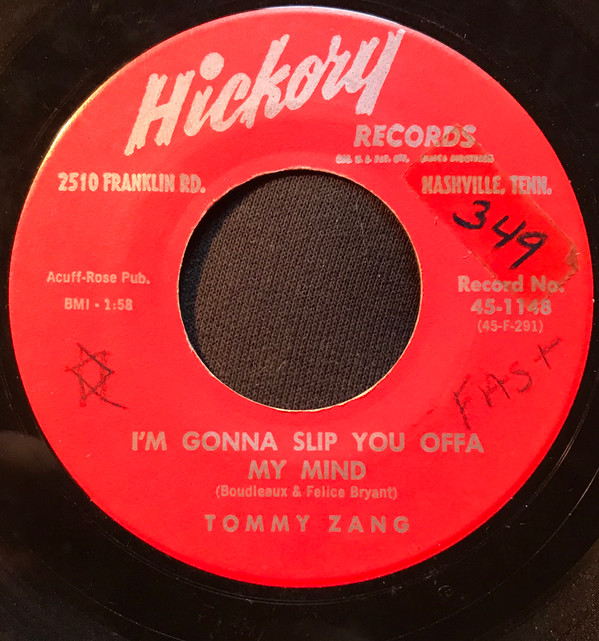 Hickory
RECORDS
2510 FRANKLIN RD.
NASHVILLE, TENN.
349
Acuff-Rose Pub.
BMI - 1:58
Record No.
45-1148
(45-F-291)
FAST
I'M GONNA SLIP YOU OFFA
MY MIND
(Boudleaux & Felice Bryant)
TOMMY ZANG